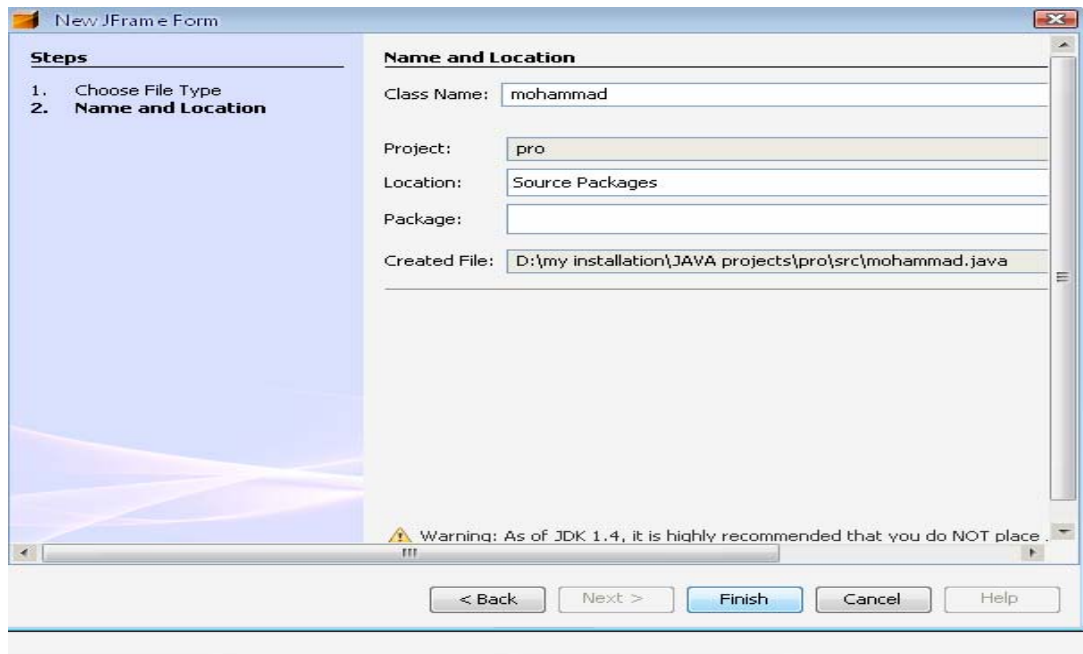 New JFrame Form
Steps
1. Choose File Type
2. Name and Location
Name and Location
Class Name: mohammad
Project: pro
Location: Source Packages
Package:
Created File: D:\my installation\JAVA projects\pro\src\mohammad.java
Warning: As of JDK 1.4, it is highly recommended that you do NOT place
< Back Next > Finish Cancel Help